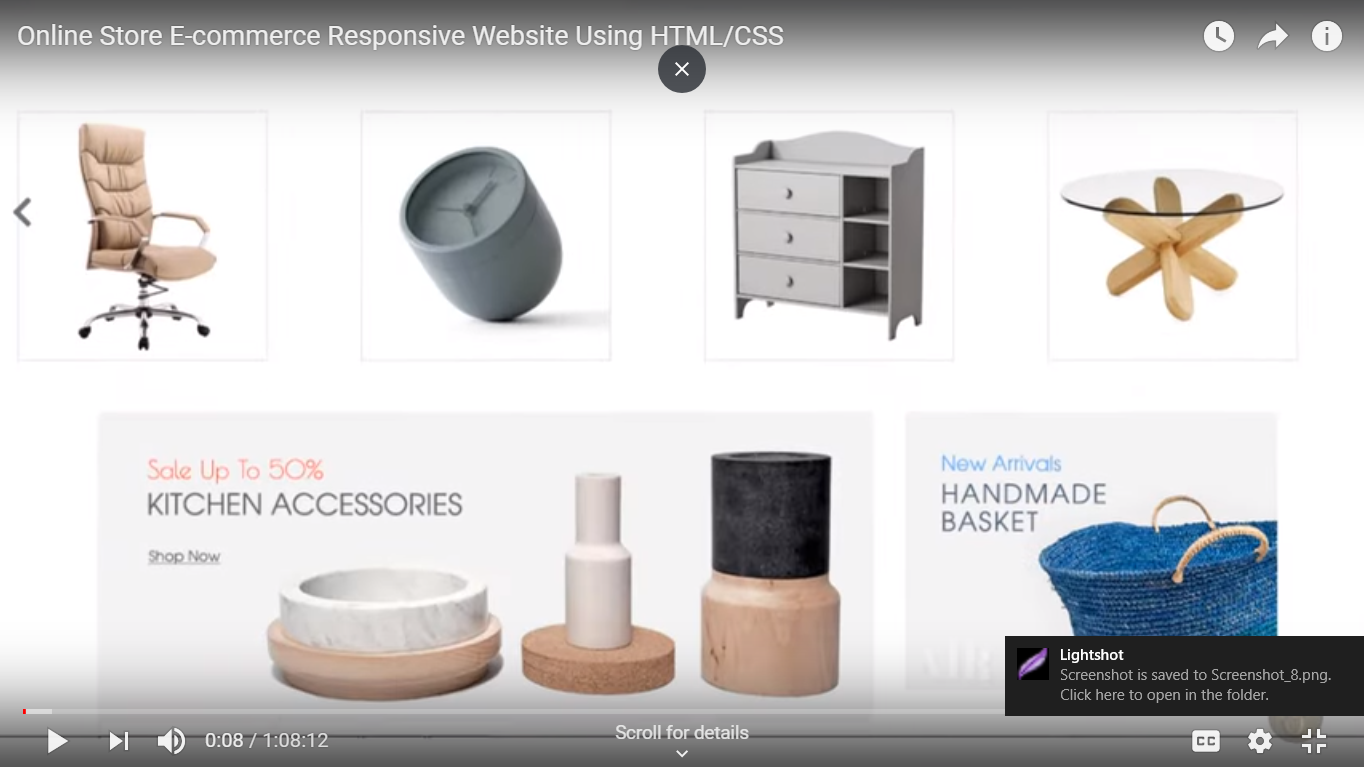 Online Store E-commerce Responsive Website Using HTML/CSS
Sale Up To 50%
KITCHEN ACCESSORIES
Shop Now
New Arrivals
HANDMADE
BASKET
Lightshot
Screenshot is saved to Screenshot_8.png.
Click here to open in the folder.
0:08 / 1:08:12
Scroll for details
CC